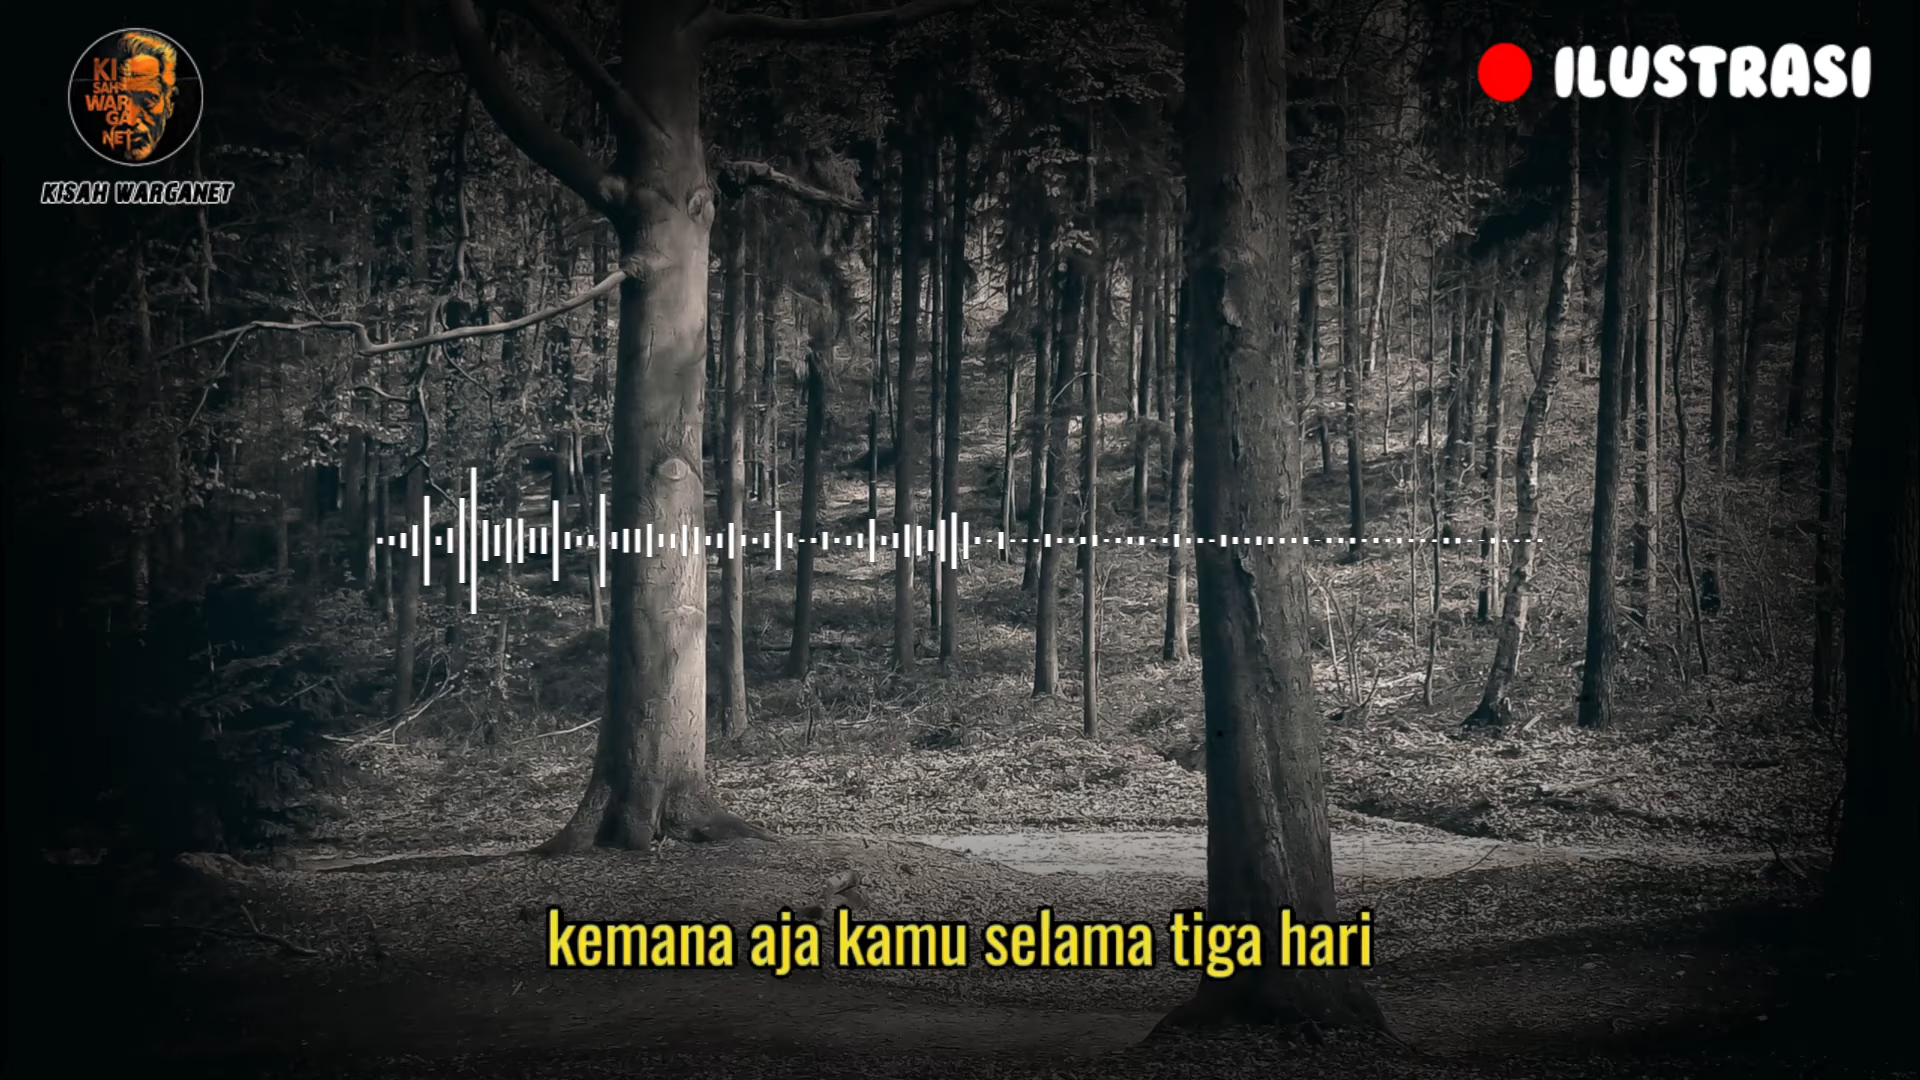 KI
SAH
WAR
GA
NET
KISAH WARGANET
ILUSTRASI
kemana aja kamu selama tiga hari